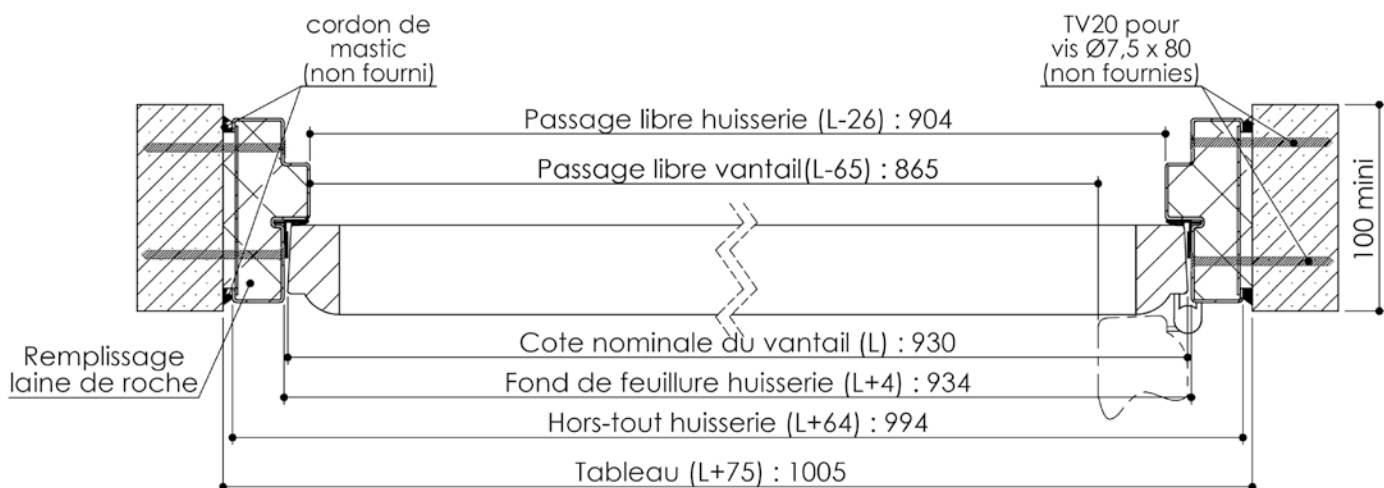 cordon de
mastic
(non fourni)
TV20 pour
vis Ø7,5 x 80
(non fournies)
Passage libre huisserie (L-26) : 904
Passage libre vantail(L-65) : 865
100 mini
Cote nominale du vantail (L) : 930
Remplissage
laine de roche
Fond de feuillure huisserie (L+4) : 934
Hors-tout huisserie (L+64) : 994
Tableau (L+75) : 1005